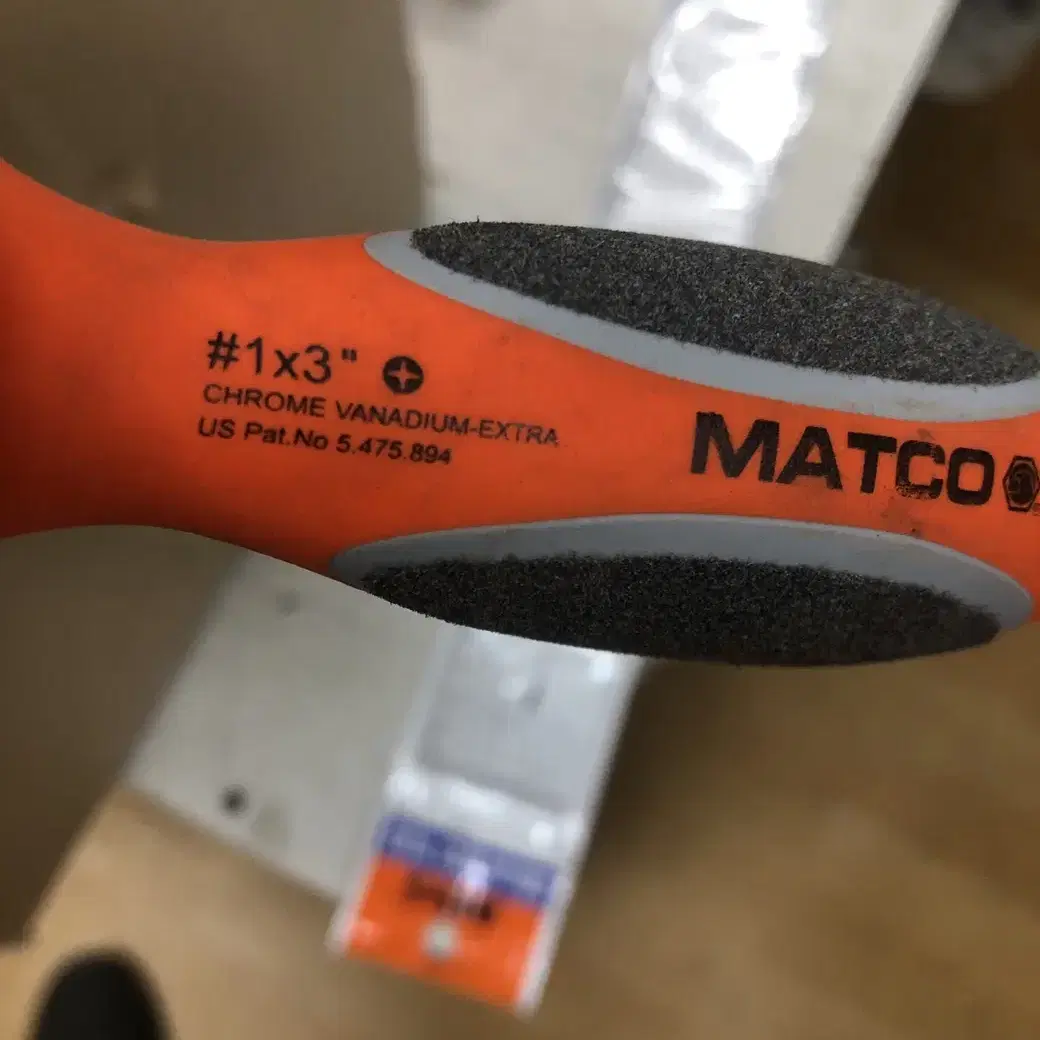 #1x3"
CHROME VANADIUM-EXTRA
US Pat.No 5.475.894
MATCO